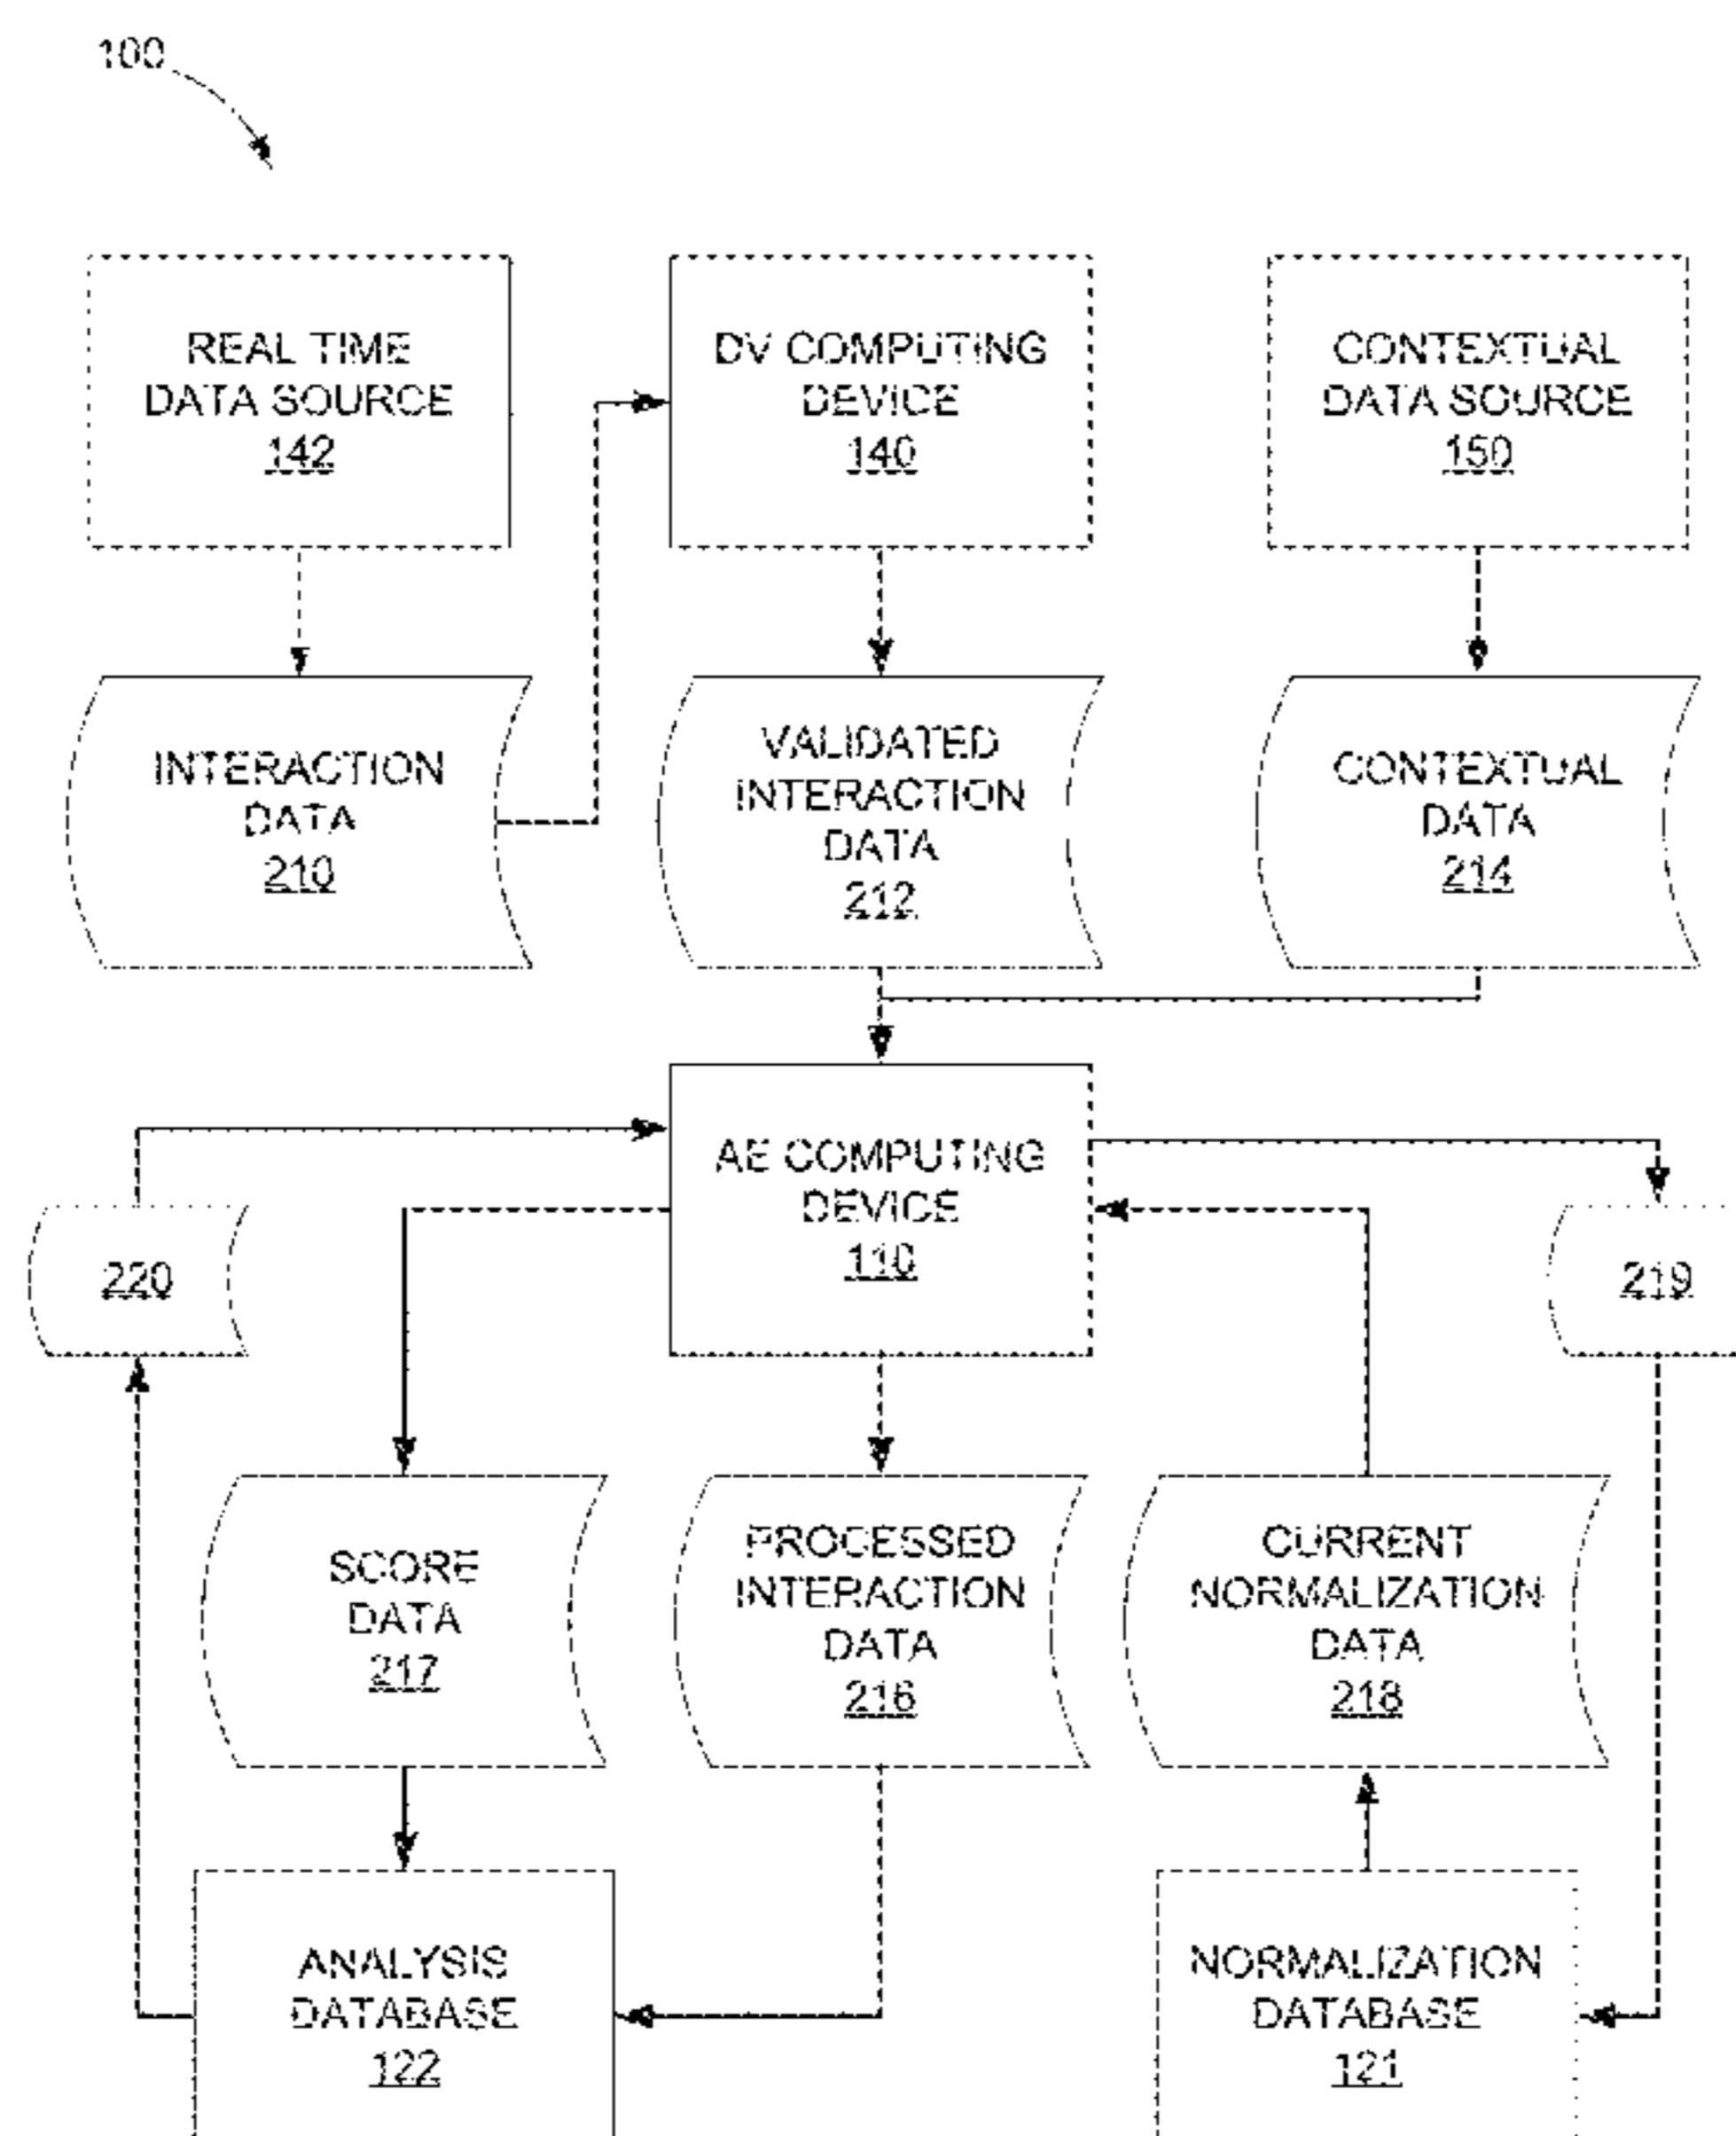 100
REAL TIME
DATA SOURCE
142
DV COMPUTING
DEVICE
140
CONTEXTUAL
DATA SOURCE
150
INTERACTION
DATA
210
VALIDATED
INTERACTION
DATA
212
CONTEXTUAL
DATA
214
AE COMPUTING
DEVICE
110
220
219
SCORE
DATA
217
PROCESSED
INTERACTION
DATA
216
CURRENT
NORMALIZATION
DATA
218
ANALYSIS
DATABASE
122
NORMALIZATION
DATABASE
121